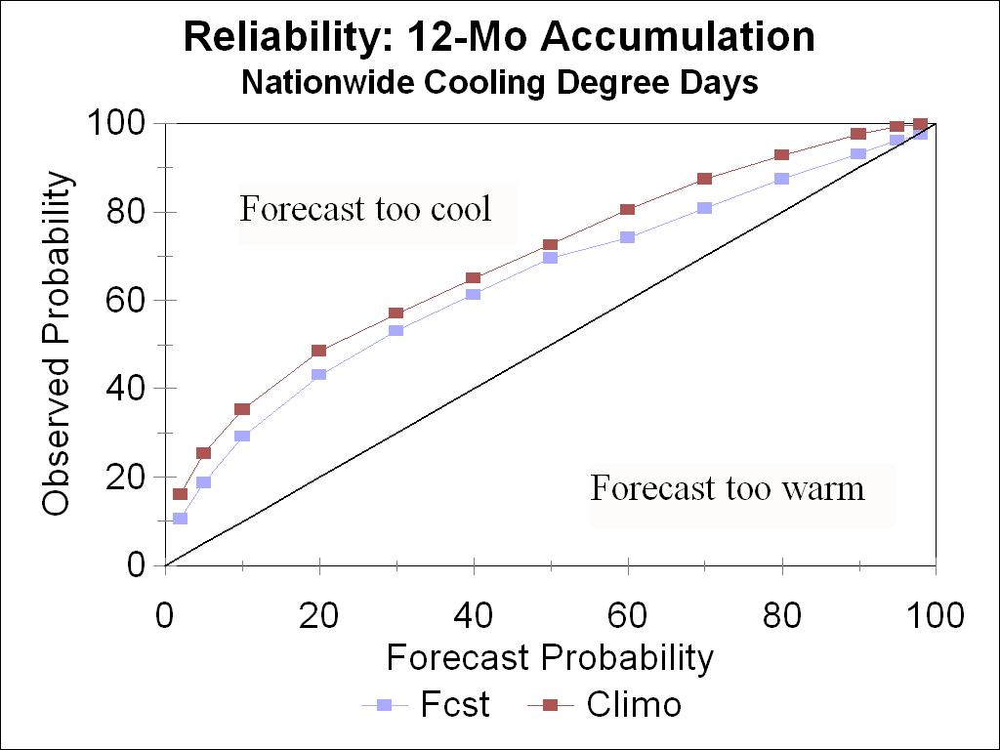 Reliability: 12-Mo Accumulation
Nationwide Cooling Degree Days
100
80
60
40
20
0
Observed Probability
Forecast too cool
Forecast too warm
0 20 40 60 80 100
Forecast Probability
Fcst Climo